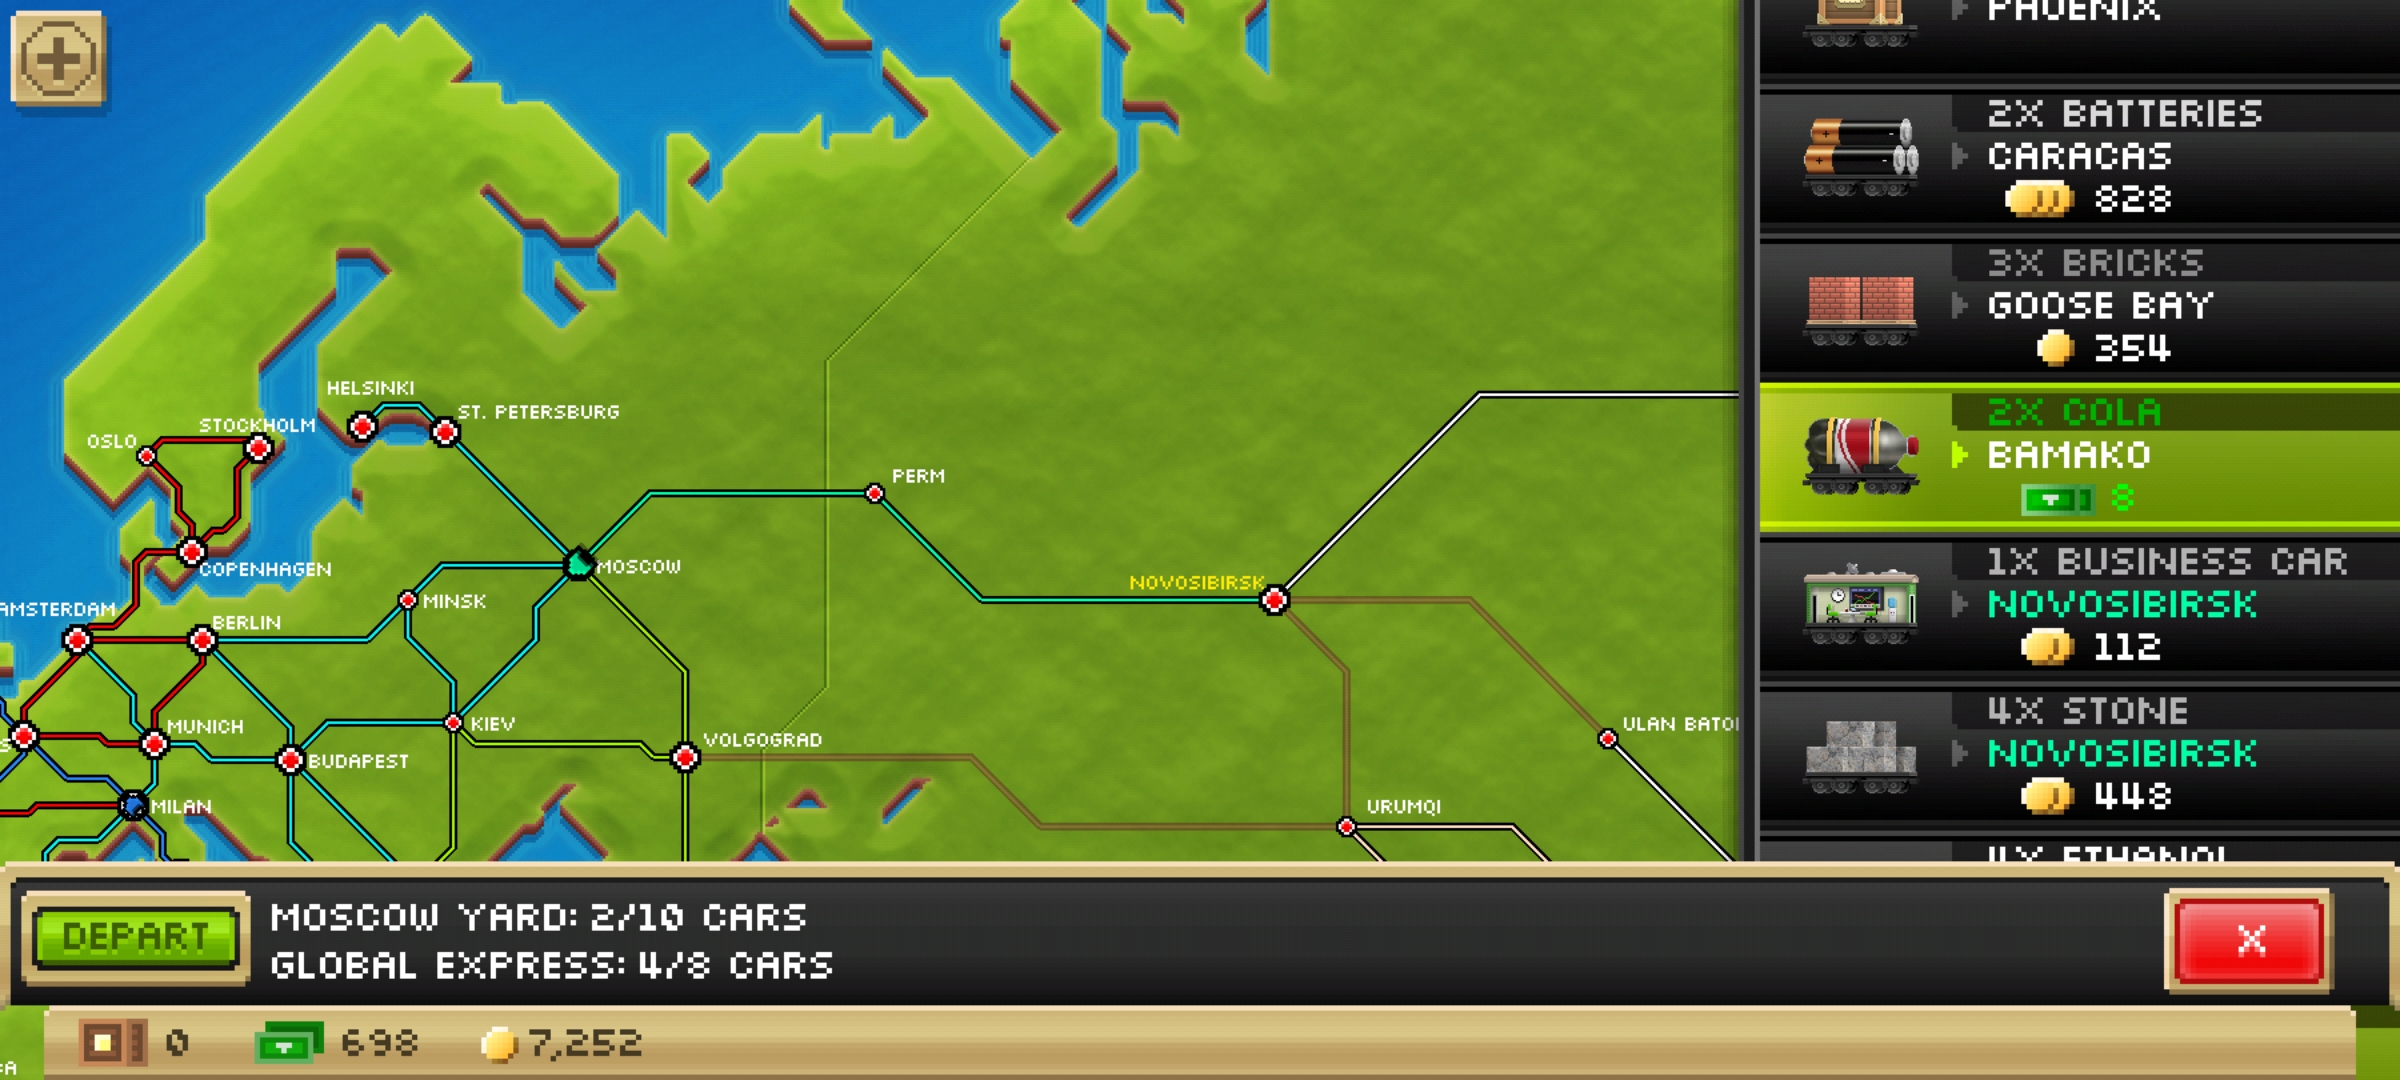 PHOENIX
2X BATTERIES
CARACAS
828
3X BRICKS
GOOSE BAY
354
2X COLA
BAMAKO
8
1X BUSINESS CAR
NOVOSIBIRSK
112
4X STONE
NOVOSIBIRSK
448
4X ETHANOL
HELSINKI
ST. PETERSBURG
STOCKHOLM
OSLO
PERM
COPENHAGEN
MOSCOW
NOVOSIBIRSK
AMSTERDAM
MINSK
BERLIN
MUNICH
KIEV
ULAN BATO
VOLGOGRAD
S
BUDAPEST
MILAN
URUMQI
DEPART
MOSCOW YARD: 2/10 CARS
GLOBAL EXPRESS: 4/8 CARS
X
0
698
7,252